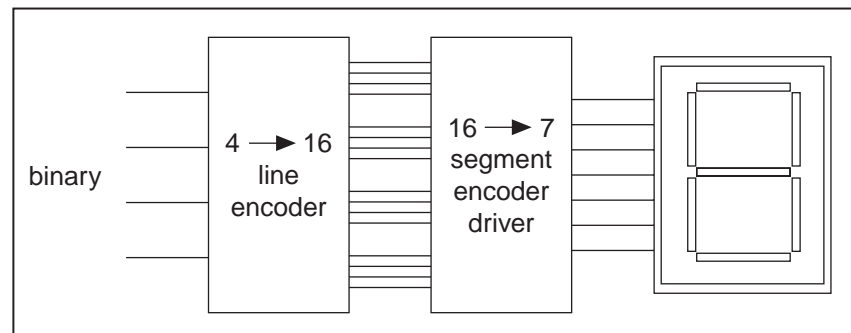 binary
4 → 16
line
encoder
16 → 7
segment
encoder
driver